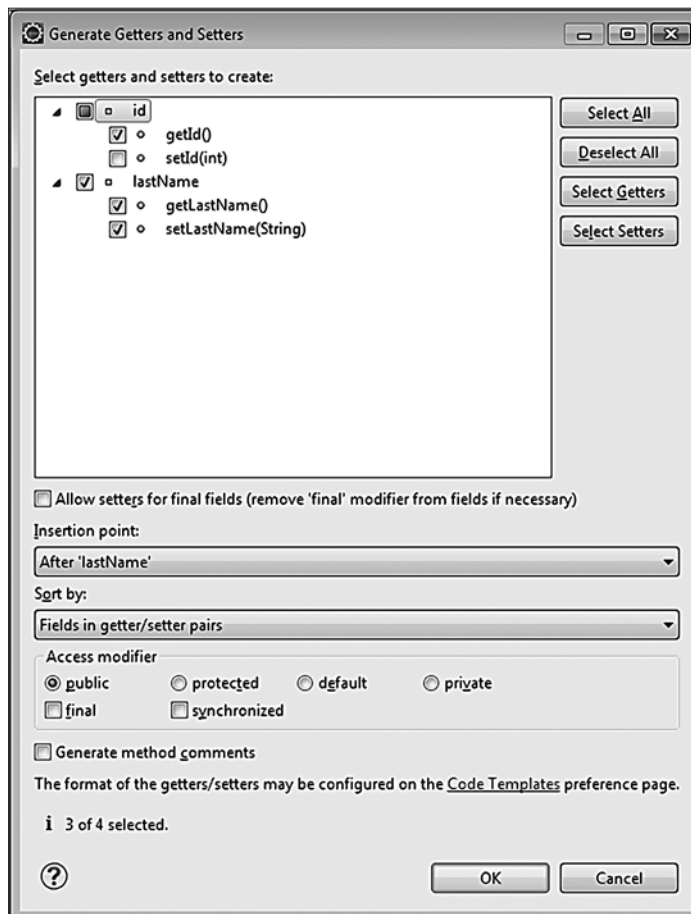 Generate Getters and Setters
Select getters and setters to create:
id
getId()
setId(int)
lastName
getLastName()
setLastName(String)
Select All
Deselect All
Select Getters
Select Setters
Allow setters for final fields (remove 'final' modifier from fields if necessary)
Insertion point:
After 'lastName'
Sort by:
Fields in getter/setter pairs
Access modifier
public protected default private
final synchronized
Generate method comments
The format of the getters/setters may be configured on the Code Templates preference page.
i 3 of 4 selected.
? OK Cancel